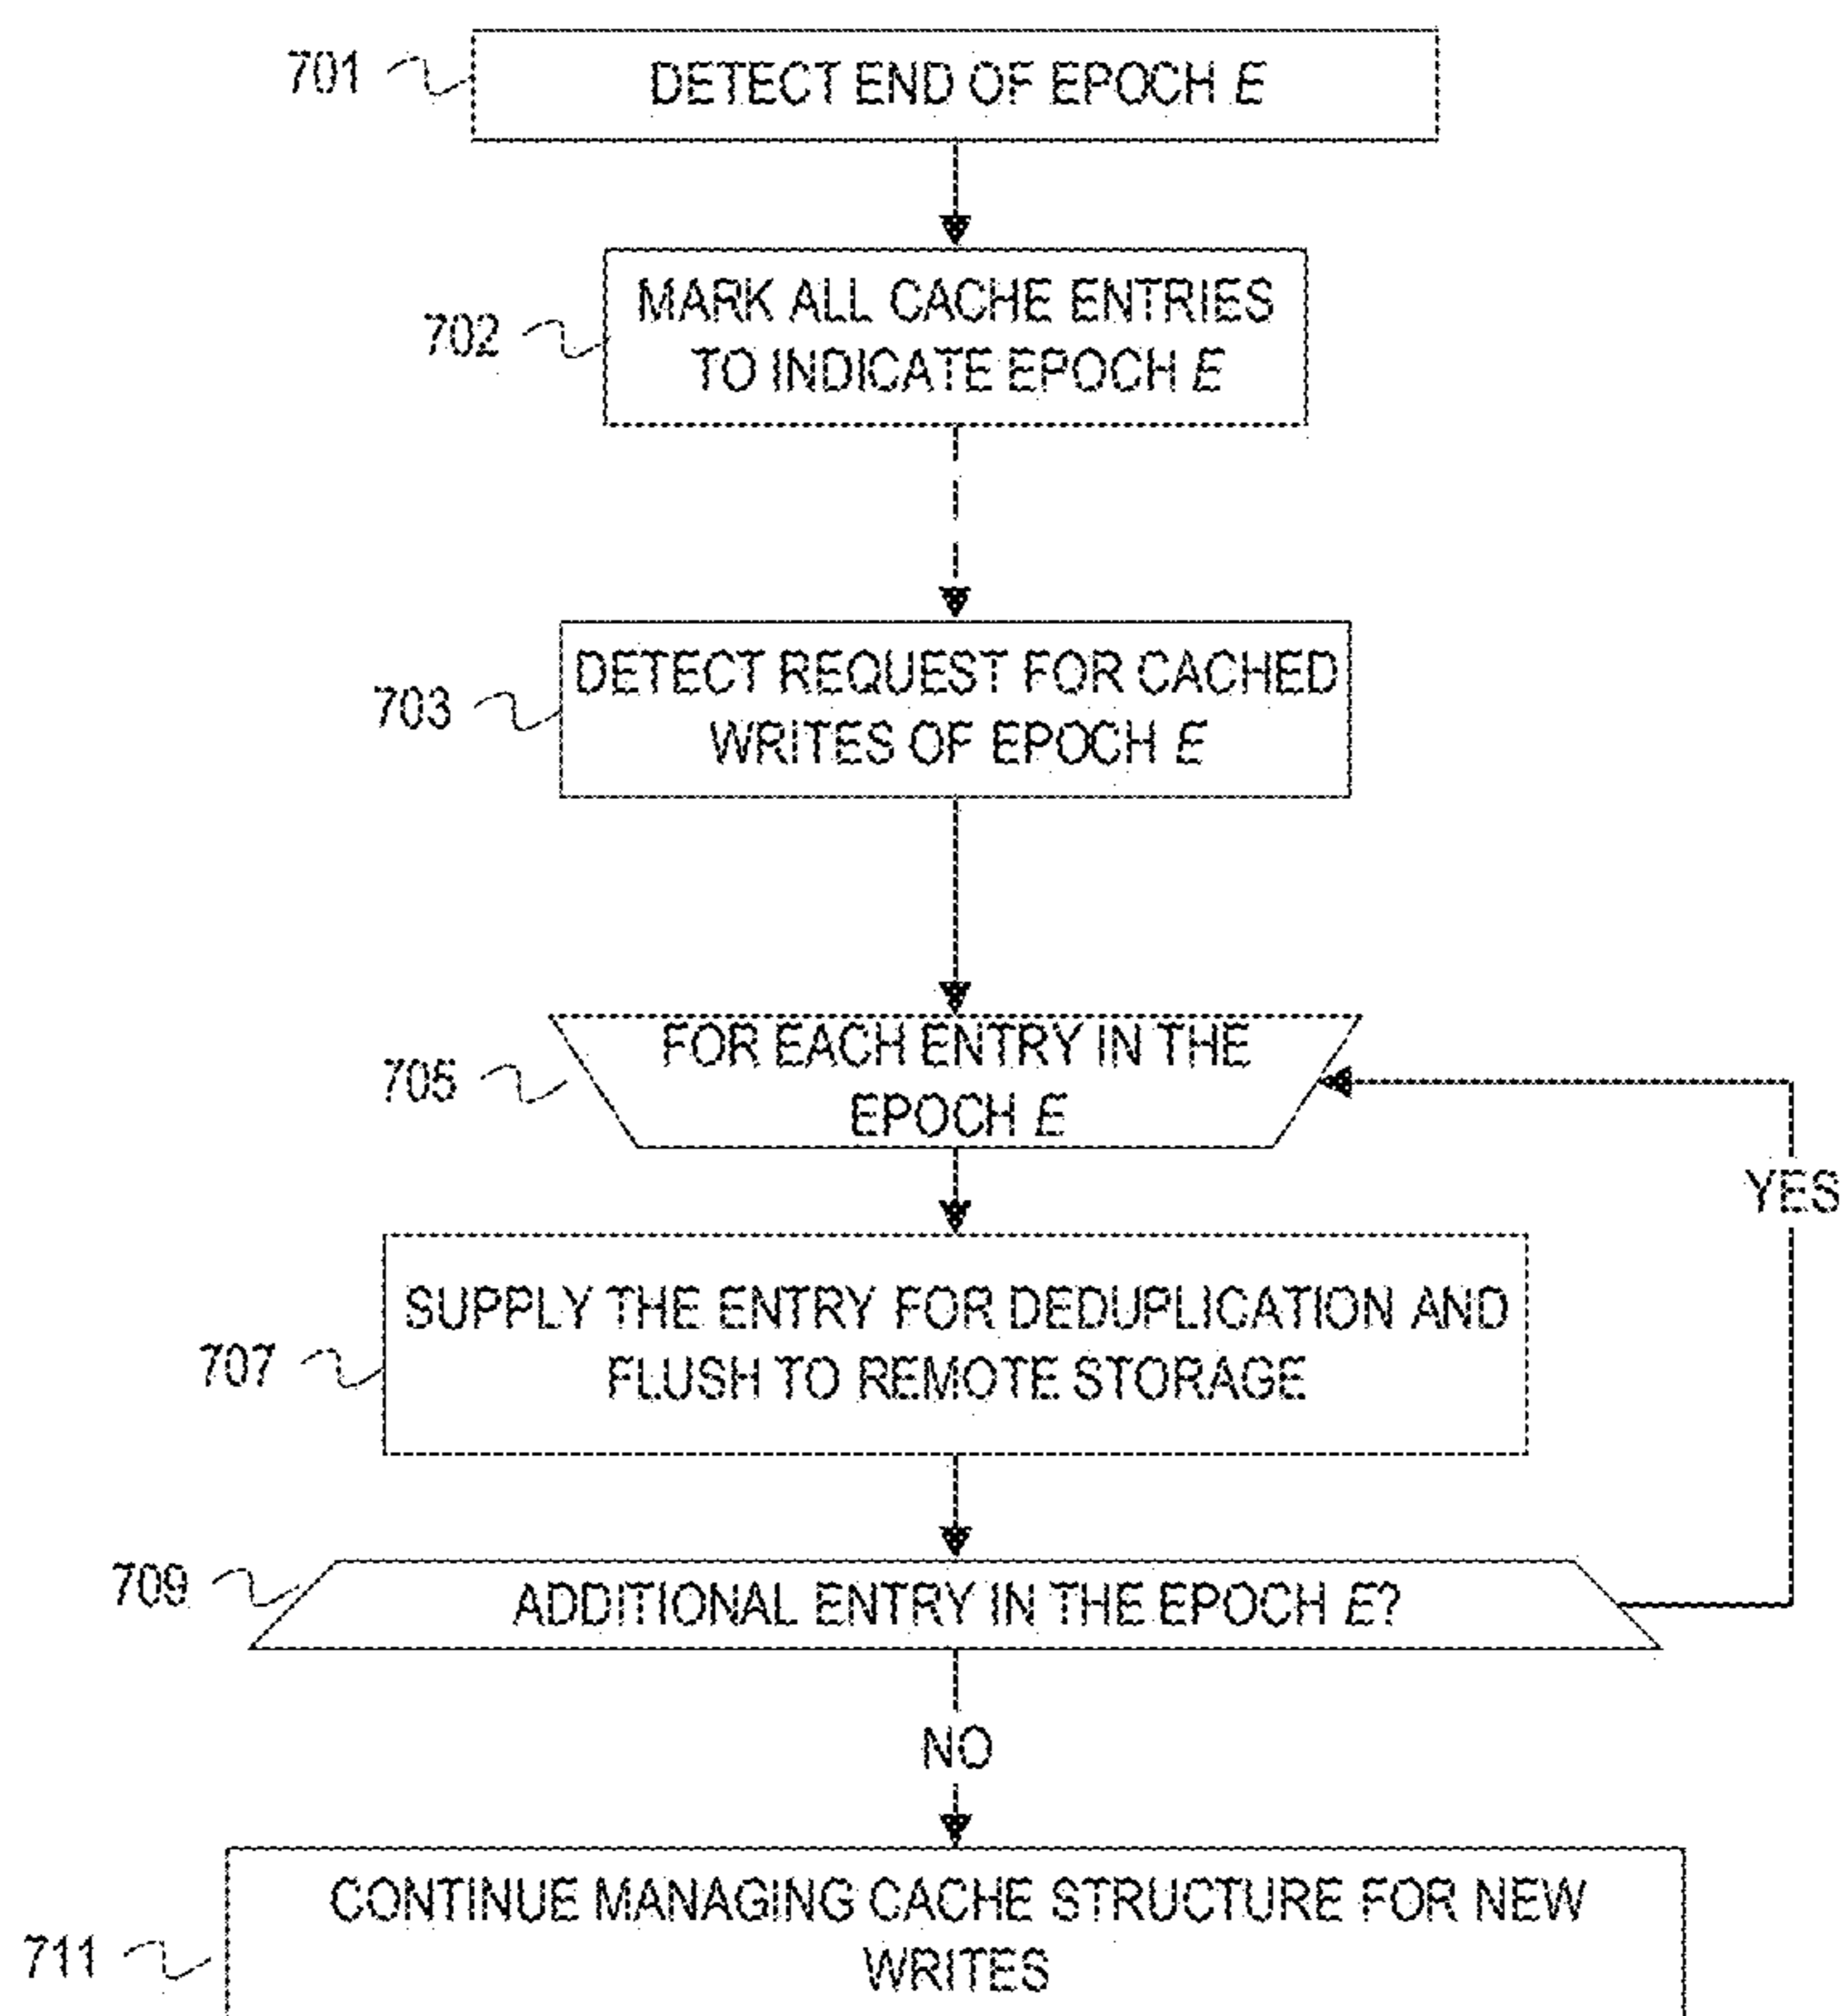 701
DETECT END OF EPOCH E
702
MARK ALL CACHE ENTRIES
TO INDICATE EPOCH E
703
DETECT REQUEST FOR CACHED
WRITES OF EPOCH E
705
FOR EACH ENTRY IN THE
EPOCH E
YES
707
SUPPLY THE ENTRY FOR DEDUPLICATION AND
FLUSH TO REMOTE STORAGE
709
ADDITIONAL ENTRY IN THE EPOCH E?
NO
711
CONTINUE MANAGING CACHE STRUCTURE FOR NEW
WRITES